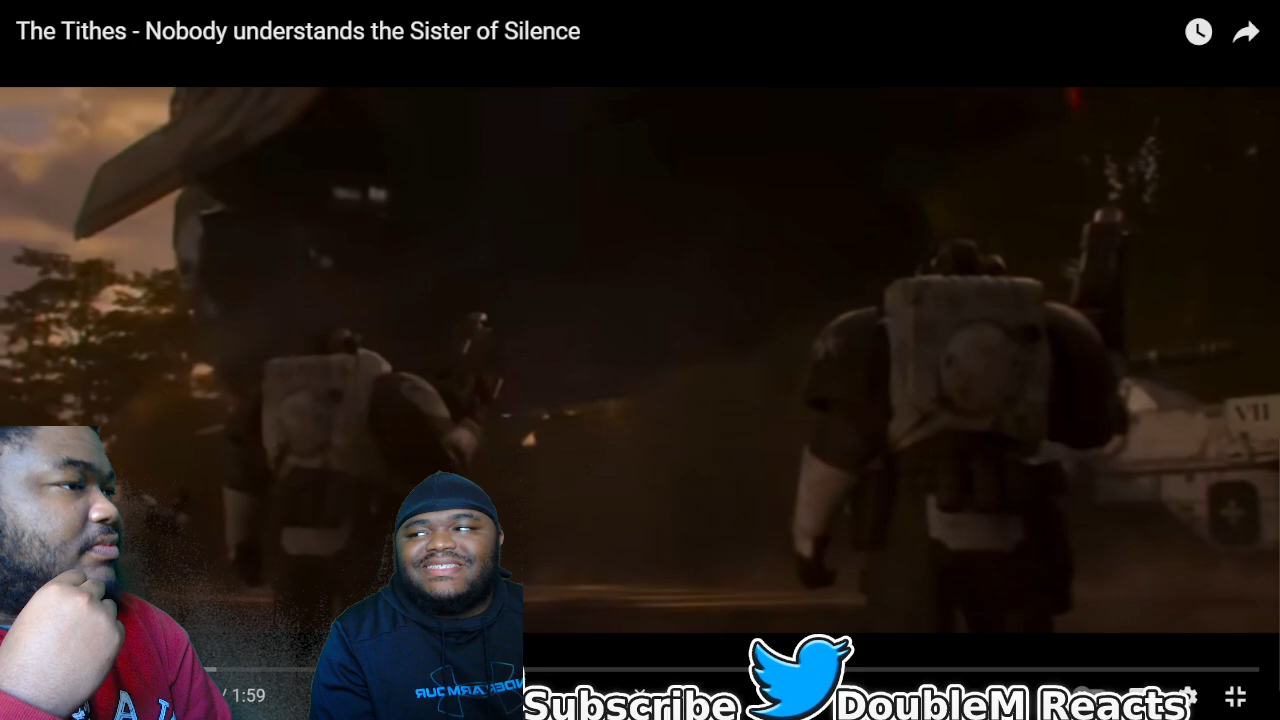 The Tithes - Nobody understands the Sister of Silence
VII
UNDER ARMOUR
/ 1:59
Subscribe
DoubleM Reacts